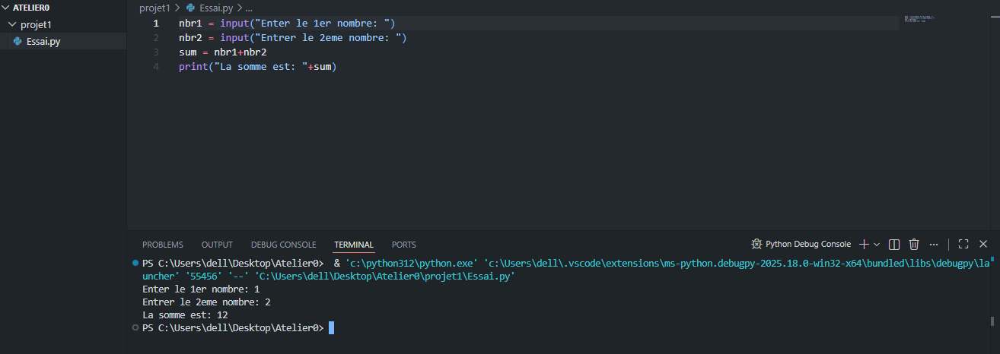 ATELIER0
projet1
Essai.py
projet1 > Essai.py > ...
1 nbr1 = input("Enter le 1er nombre: ")
2 nbr2 = input("Entrer le 2eme nombre: ")
3 sum = nbr1+nbr2
4 print("La somme est: "+sum)
PROBLEMS OUTPUT DEBUG CONSOLE TERMINAL PORTS Python Debug Console
PS C:\Users\dell\Desktop\Atelier0> & 'c:\python312\python.exe' 'c:\Users\dell\.vscode\extensions\ms-python.debugpy-2025.18.0-win32-x64\bundled\libs\debugpy\la
uncher' '55456' '--' 'C:\Users\dell\Desktop\Atelier0\projet1\Essai.py'
Enter le 1er nombre: 1
Entrer le 2eme nombre: 2
La somme est: 12
PS C:\Users\dell\Desktop\Atelier0>